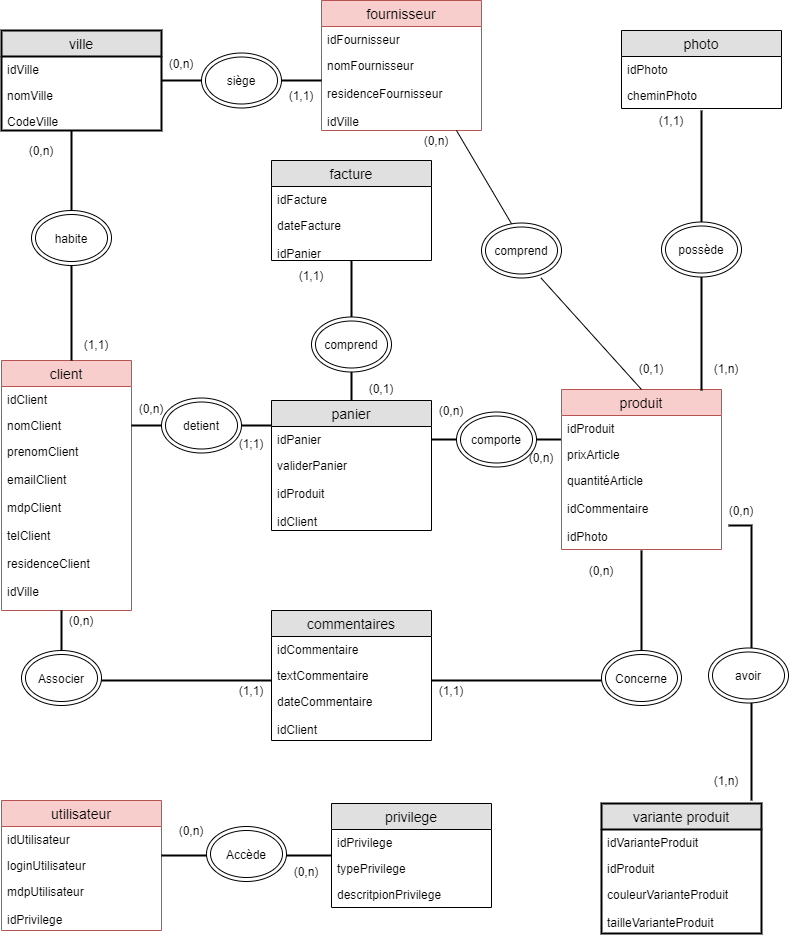 fournisseur
idFournisseur
nomFournisseur
residenceFournisseur
idVille
ville
idVille
nomVille
CodeVille
(0,n)
siège
(1,1)
photo
idPhoto
cheminPhoto
(1,1)
(0,n)
habite
(1,1)
facture
idFacture
dateFacture
idPanier
(1,1)
comprend
(0,1)
(0,n)
comprend
(0,1)
possède
(1,n)
client
idClient
nomClient
prenomClient
emailClient
mdpClient
telClient
residenceClient
idVille
(0,n)
detient
(1;1)
panier
idPanier
validerPanier
idProduit
idClient
(0,n)
comporte
(0,n)
produit
idProduit
prixArticle
quantitéArticle
idCommentaire
idPhoto
(0,n)
(0,n)
(0,n)
Associer
(1,1)
commentaires
idCommentaire
textCommentaire
dateCommentaire
idClient
(1,1)
Concerne
avoir
(1,n)
utilisateur
idUtilisateur
loginUtilisateur
mdpUtilisateur
idPrivilege
(0,n)
Accède
(0,n)
privilege
idPrivilege
typePrivilege
descritpionPrivilege
variante produit
idVarianteProduit
idProduit
couleurVarianteProduit
tailleVarianteProduit